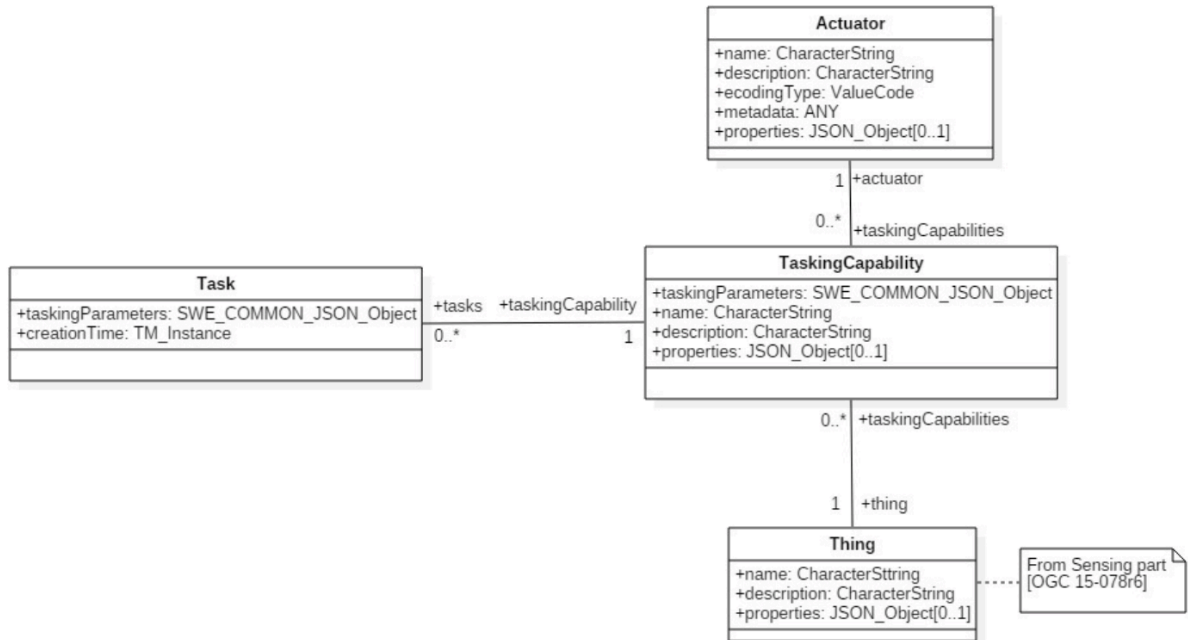 Actuator
+name: CharacterString
+description: CharacterString
+ecodingType: ValueCode
+metadata: ANY
+properties: JSON_Object[0..1]
1 +actuator
0..* +taskingCapabilities
TaskingCapability
+taskingParameters: SWE_COMMON_JSON_Object
+name: CharacterString
+description: CharacterString
+properties: JSON_Object[0..1]
Task
+taskingParameters: SWE_COMMON_JSON_Object
+creationTime: TM_Instance
+tasks +taskingCapability
0..* 1
0..* +taskingCapabilities
1 +thing
Thing
+name: CharacterSttring
+description: CharacterString
+properties: JSON_Object[0..1]
From Sensing part
[OGC 15-078r6]